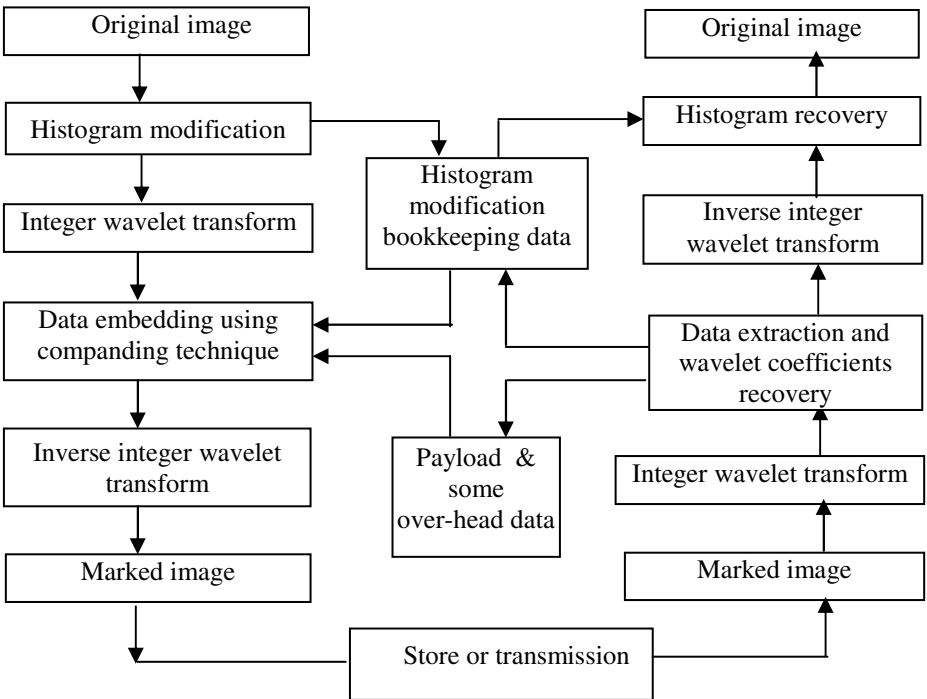 Original image
Histogram modification
Integer wavelet transform
Data embedding using
companding technique
Inverse integer wavelet
transform
Marked image
Histogram
modification
bookkeeping data
Payload &
some
over-head data
Store or transmission
Original image
Histogram recovery
Inverse integer
wavelet transform
Data extraction and
wavelet coefficients
recovery
Integer wavelet transform
Marked image